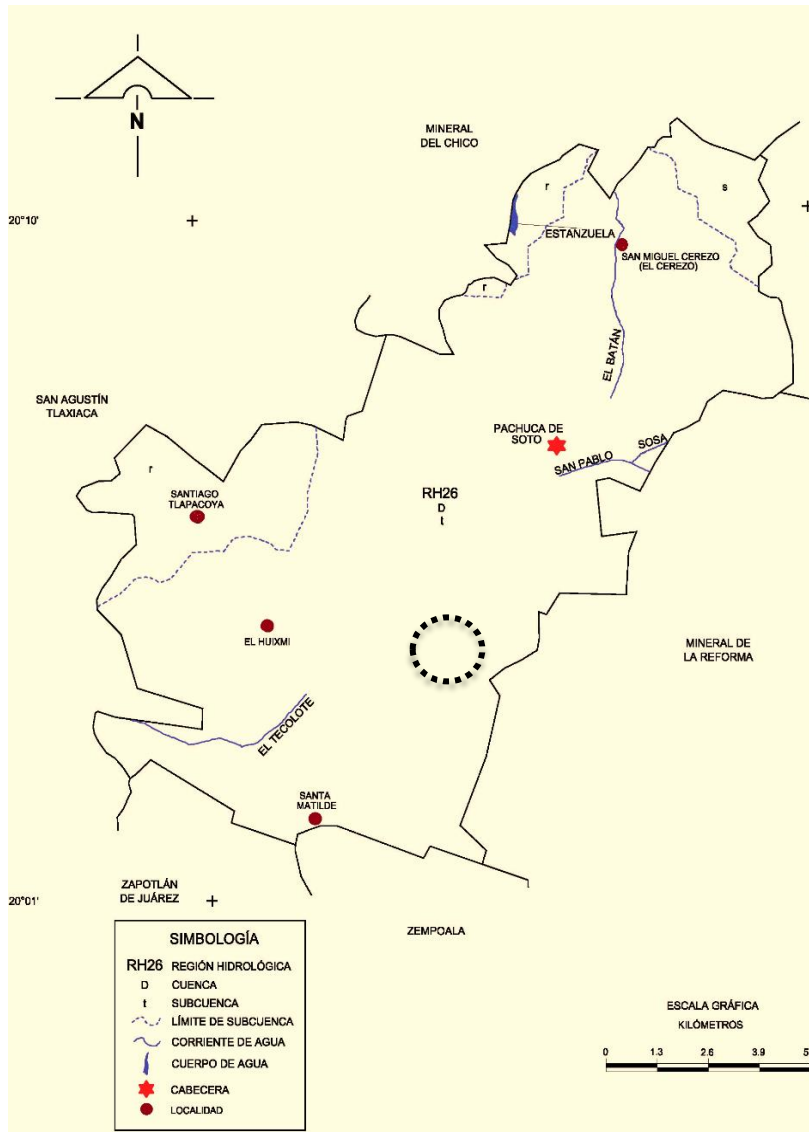 N
MINERAL
DEL CHICO
20°10'
r
s
ESTANZUELA
SAN MIGUEL CEREZO
(EL CEREZO)
r
EL BATÁN
SAN AGUSTÍN
TLAXIACA
PACHUCA DE
SOTO
SAN PABLO
SOSA
r
SANTIAGO
TLAPACOYA
RH26
D
t
EL HUIXMI
MINERAL DE
LA REFORMA
EL TECOLOTE
SANTA
MATILDE
ZAPOTLÁN
DE JUÁREZ
20°01'
ZEMPOALA
SIMBOLOGÍA
RH26 REGIÓN HIDROLÓGICA
D CUENCA
t SUBCUENCA
LÍMITE DE SUBCUENCA
CORRIENTE DE AGUA
CUERPO DE AGUA
CABECERA
LOCALIDAD
ESCALA GRÁFICA
KILÓMETROS
0 1.3 2.6 3.9 5